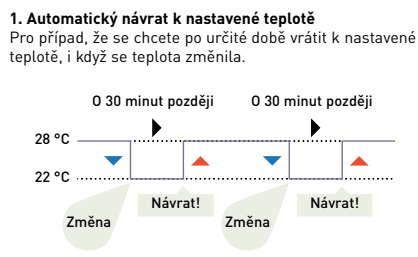 1. Automatický návrat k nastavené teplotě
Pro případ, že se chcete po určité době vrátit k nastavené
teplotě, i když se teplota změnila.
O 30 minut později O 30 minut později
28 °C
22 °C
Návrat! Návrat!
Změna Změna